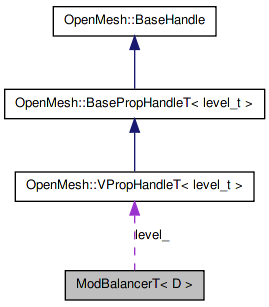 OpenMesh::BaseHandle
OpenMesh::BasePropHandleT< level_t >
OpenMesh::VPropHandleT< level_t >
level_
ModBalancerT< D >